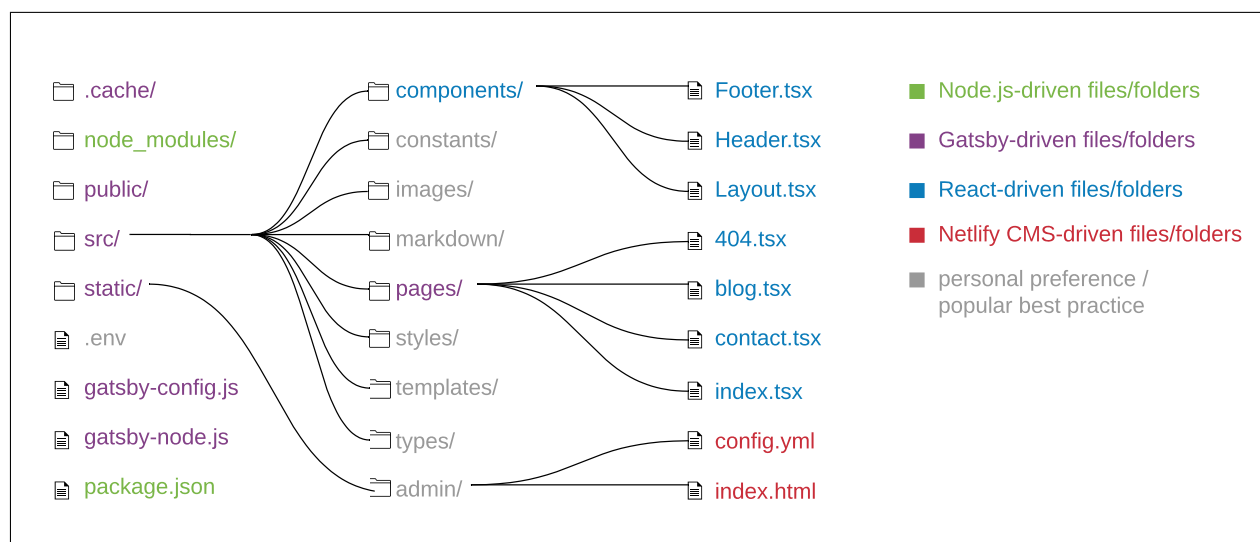 .cache/
node_modules/
public/
src/
static/
.env
gatsby-config.js
gatsby-node.js
package.json
components/
constants/
images/
markdown/
pages/
styles/
templates/
types/
admin/
Footer.tsx
Header.tsx
Layout.tsx
404.tsx
blog.tsx
contact.tsx
index.tsx
config.yml
index.html
Node.js-driven files/folders
Gatsby-driven files/folders
React-driven files/folders
Netlify CMS-driven files/folders
personal preference /
popular best practice